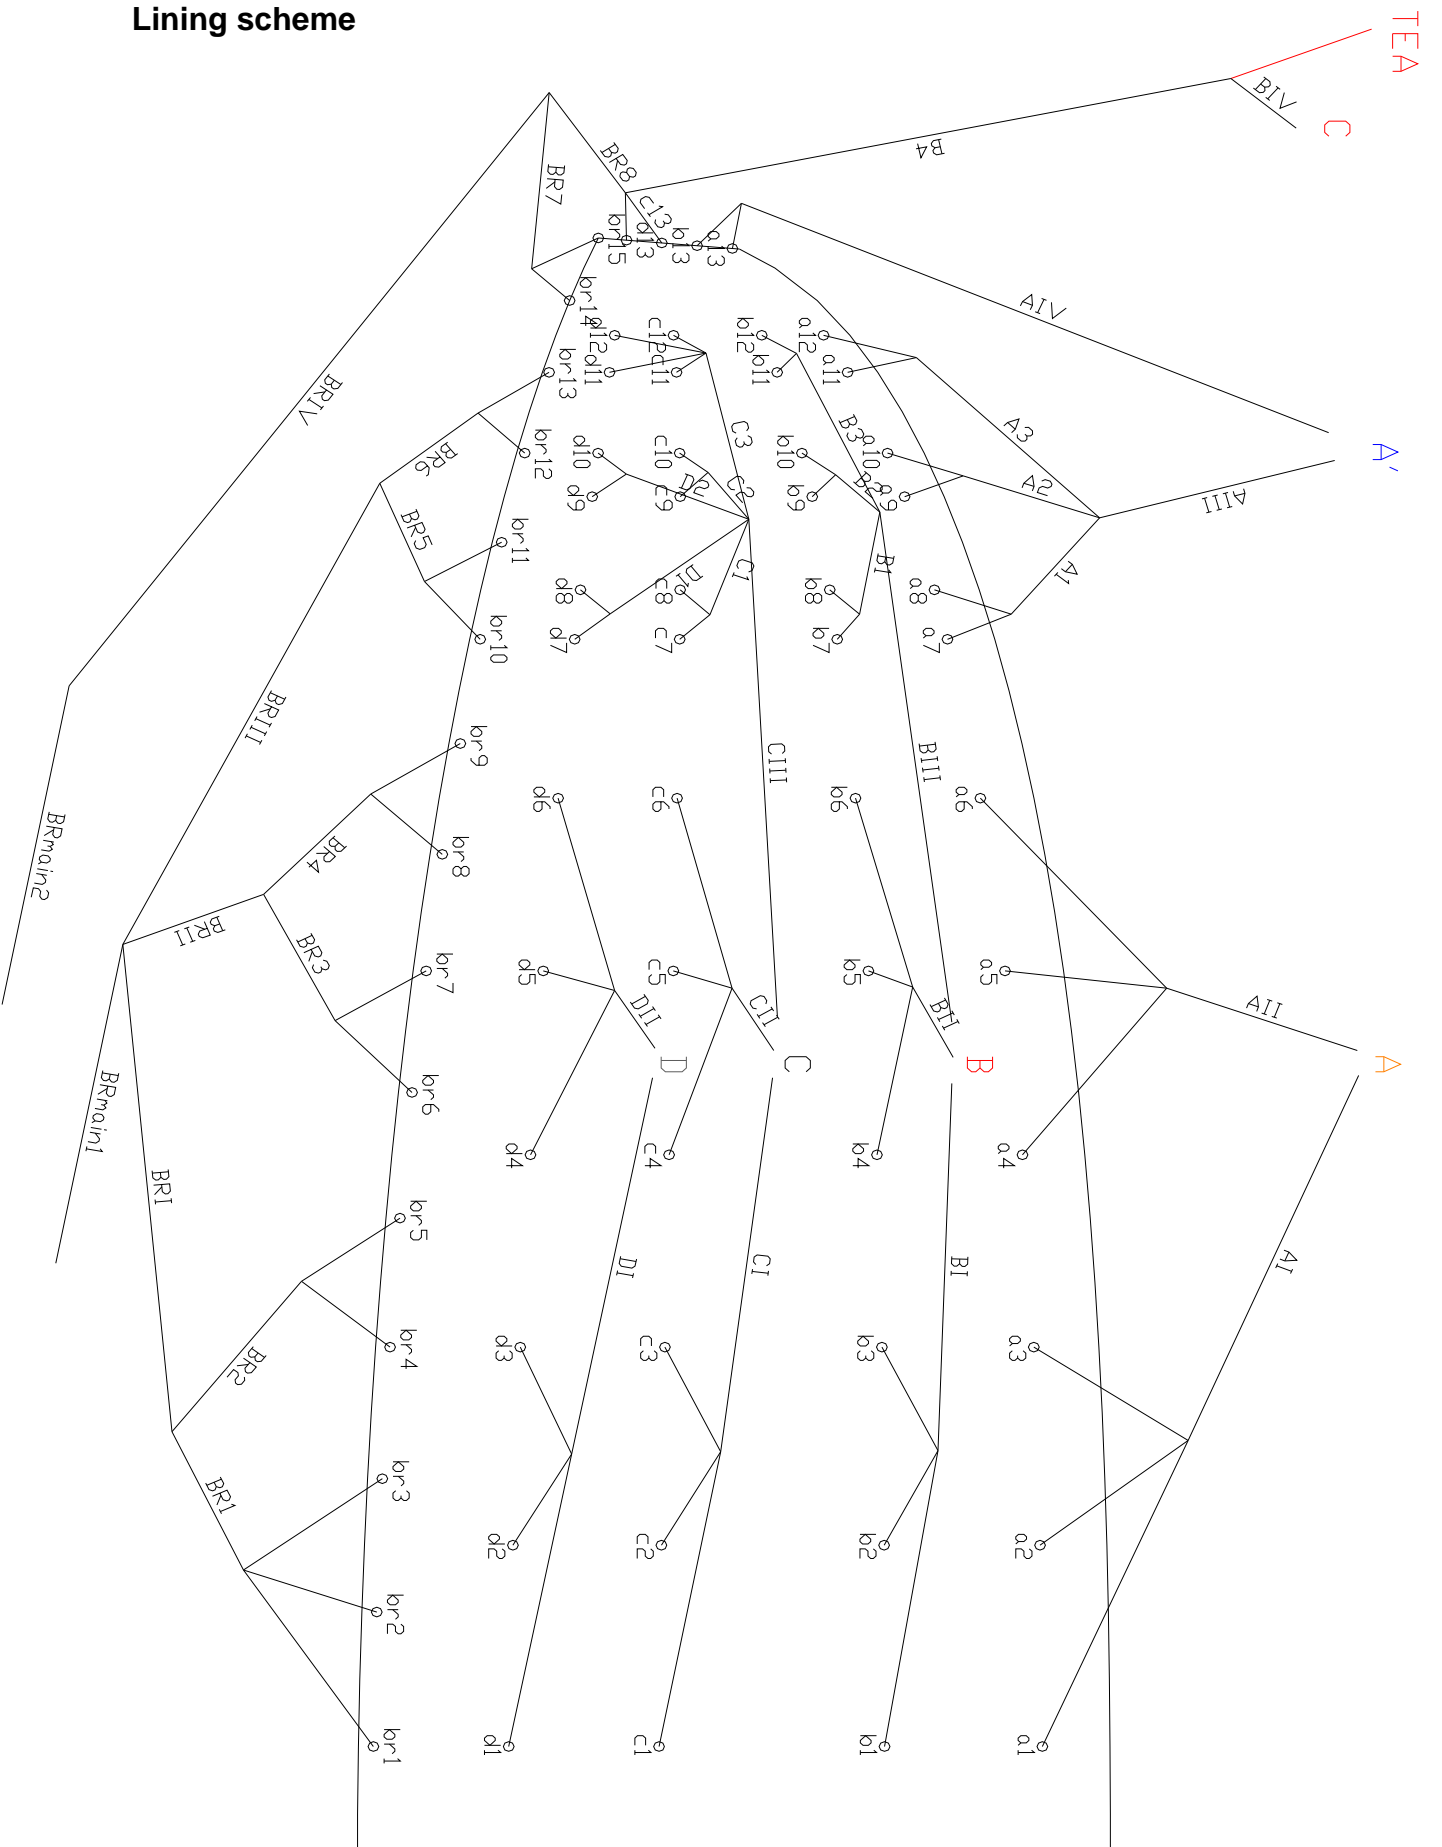 Lining scheme
TEA
BIV
C
B4
BR8
BR7
c13
br15
d13
b13
a13
AIV
br14
d12
c12
b12
a12
d11
c11
b11
a11
br13
BRIV
A'
AIII
A3
A2
A1
B3
B2
B1
C3
C2
C1
D2
D1
BR6
BR5
br12
d10
c10
b10
a10
d9
c9
b9
a9
br11
d8
c8
b8
a8
br10
d7
c7
b7
a7
BRIII
br9
CIII
BIII
d6
c6
b6
a6
BRmain2
BR4
br8
BRII
BR3
br7
d5
c5
b5
a5
DII
CII
BII
AII
D
C
B
A
BRmain1
br6
d4
c4
b4
a4
BRI
br5
DI
CI
BI
AI
BR2
br4
d3
c3
b3
a3
BR1
br3
d2
c2
b2
a2
br2
br1
d1
c1
b1
a1